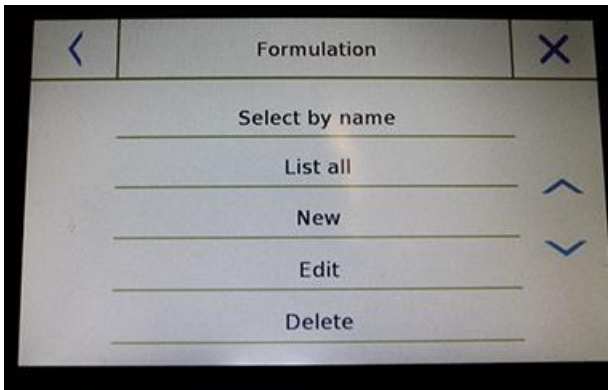 Formulation
Select by name
List all
New
Edit
Delete